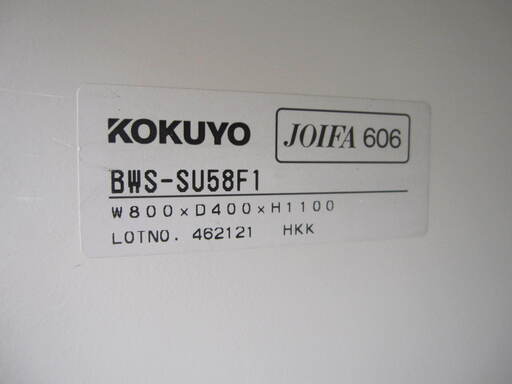 KOKUYO JOIFA 606
BWS-SU58F1
W800×D400×H1100
LOTNO. 462121 HKK